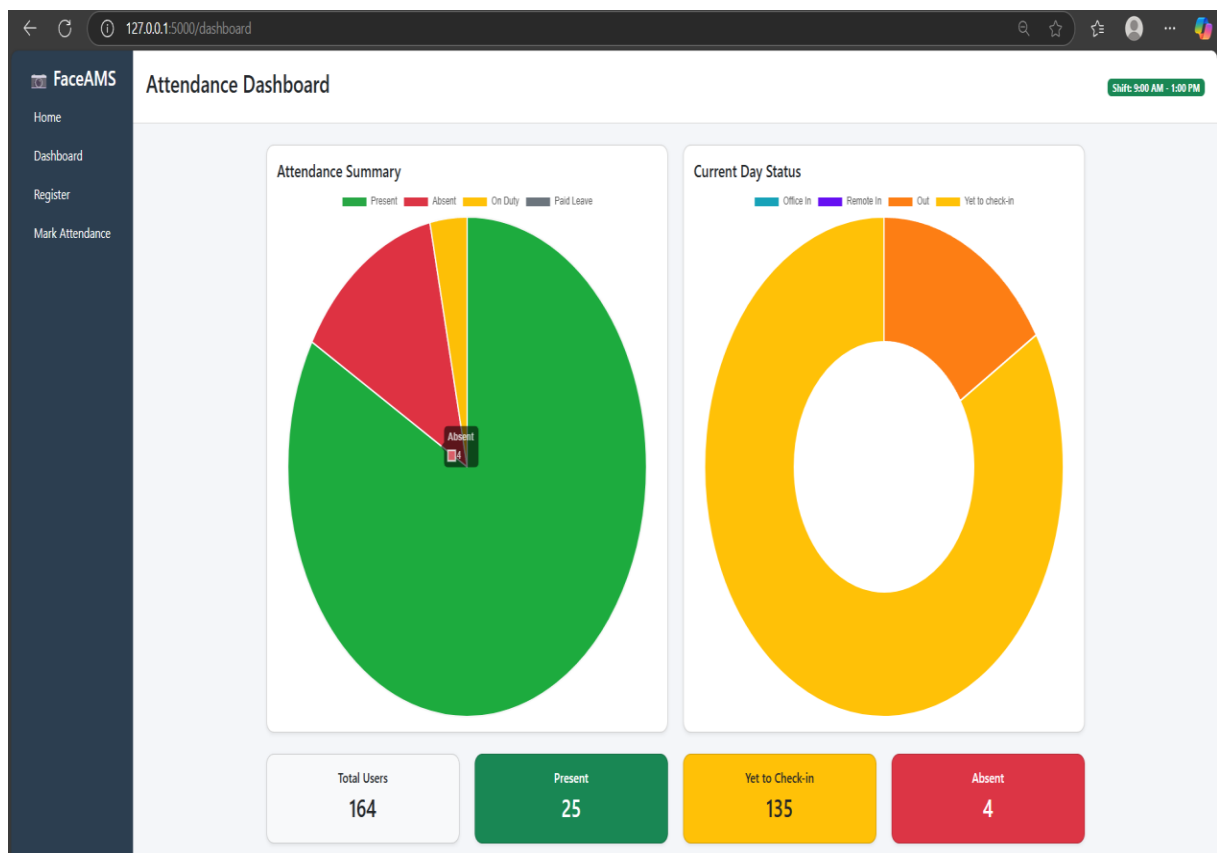 127.0.0.1:5000/dashboard
FaceAMS
Home
Dashboard
Register
Mark Attendance
Attendance Dashboard
Shift: 9:00 AM - 1:00 PM
Attendance Summary
Present Absent On Duty Paid Leave
Absent
4
Current Day Status
Office In Remote In Out Yet to check-in
Total Users
164
Present
25
Yet to Check-in
135
Absent
4